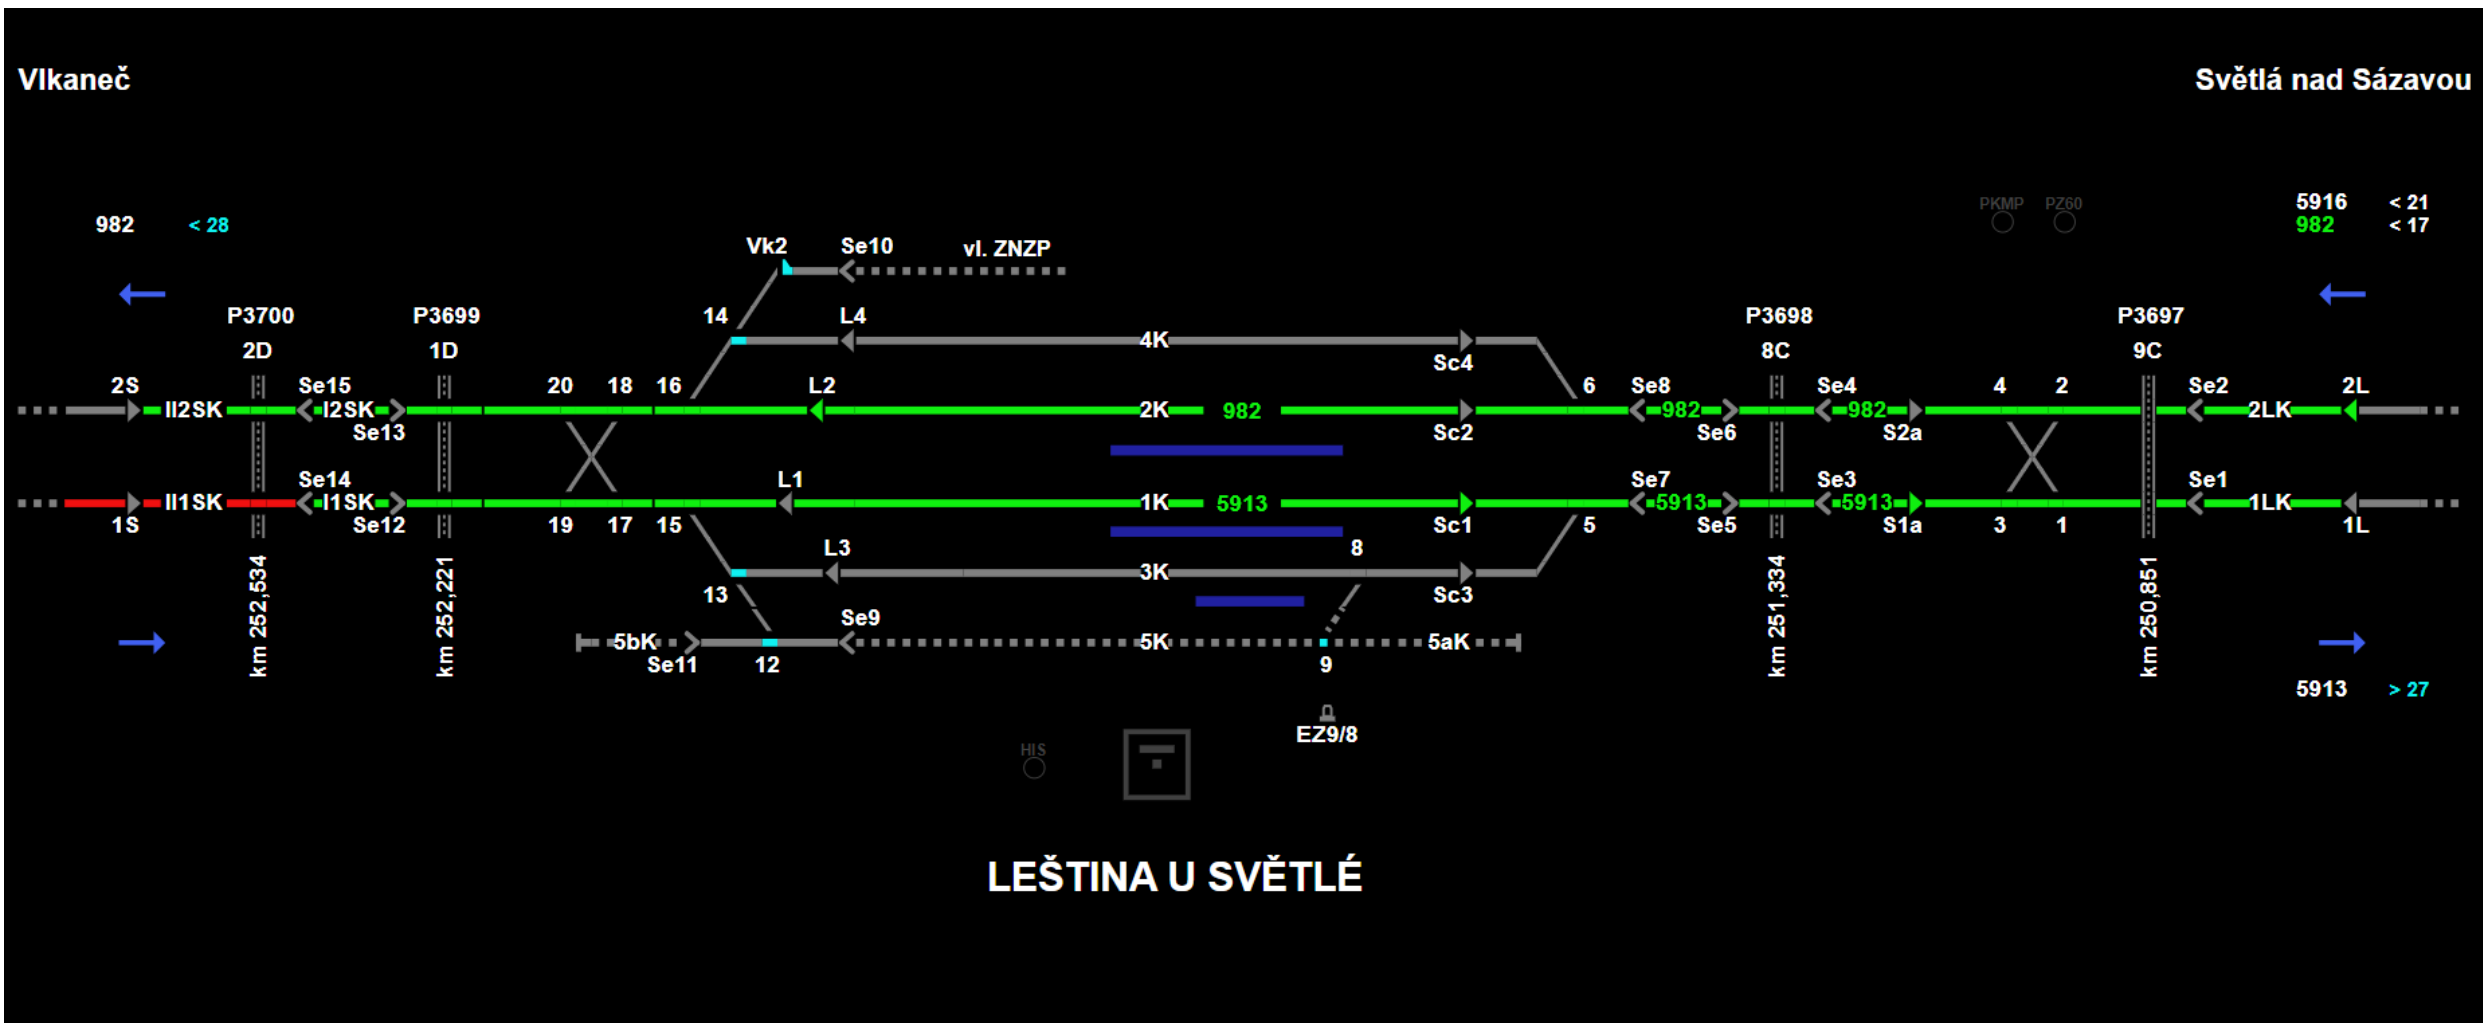 Vlkaneč Světlá nad Sázavou
5916 < 21
982 < 28 PKMP PZ60 982 < 17
Vk2 Se10 vl. ZNZP
P3700 P3699 14 L4 P3698 P3697
2D 1D 4K 8C 9C
Sc4
2S Se15 20 18 16 L2 6 Se8 Se4 4 2 Se2 2L
II2SK I2SK 2K 982 982 982 2LK
Se13 Sc2 Se6 S2a
Se14 L1 Se7 Se3 Se1
II1SK I1SK 1K 5913 5913 5913 1LK
1S Se12 19 17 15 Sc1 5 Se5 S1a 3 1 1L
L3 8
3K
13 Sc3
km 252,534 km 252,221 km 251,334 km 250,851
Se9
5bK 5K 5aK
Se11 12 9
5913 > 27
EZ9/8
HIS
LEŠTINA U SVĚTLÉ